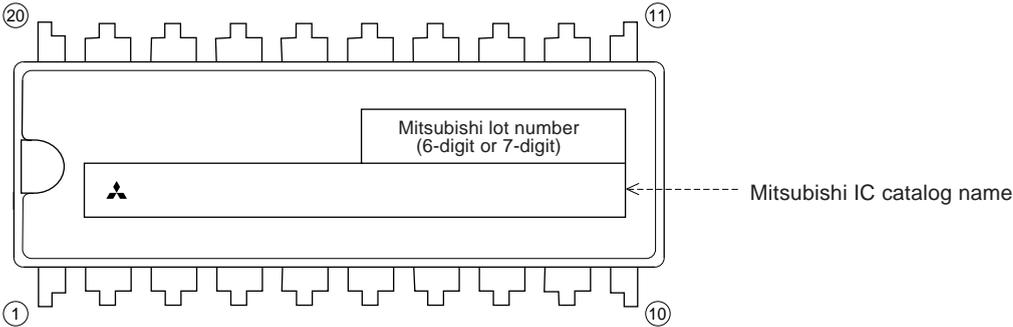 20
11
Mitsubishi lot number
(6-digit or 7-digit)
Mitsubishi IC catalog name
1
10